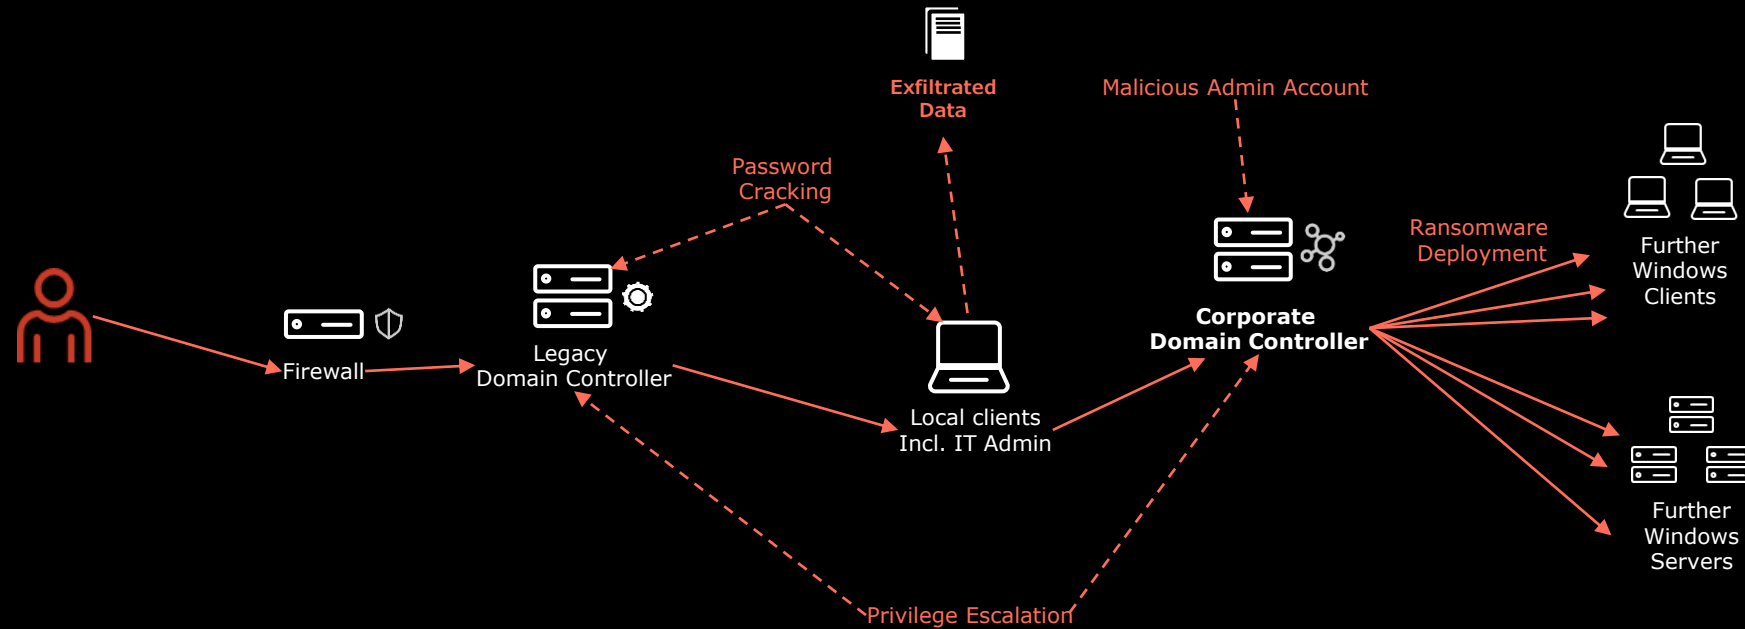 Exfiltrated
Data
Malicious Admin Account
Password
Cracking
Ransomware
Deployment
Further
Windows
Clients
Firewall
Legacy
Domain Controller
Corporate
Domain Controller
Local clients
Incl. IT Admin
Further
Windows
Servers
Privilege Escalation